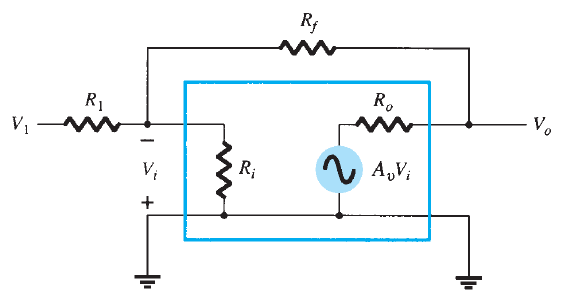 R_f
R_1
R_o
V_1
V_o
−
V_i
R_i
A_vV_i
+